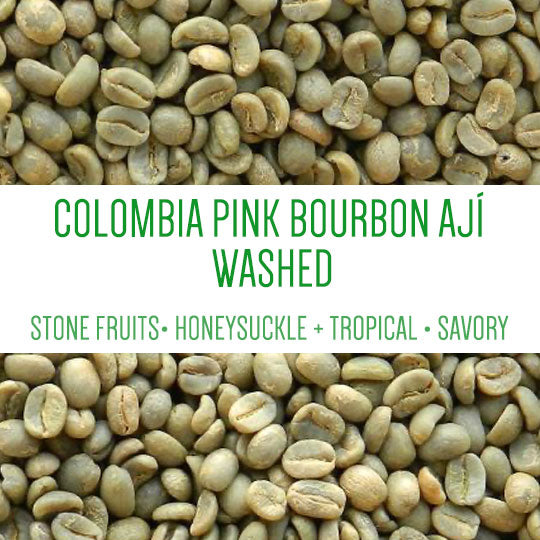 COLOMBIA PINK BOURBON AJÍ
WASHED
STONE FRUITS• HONEYSUCKLE + TROPICAL • SAVORY